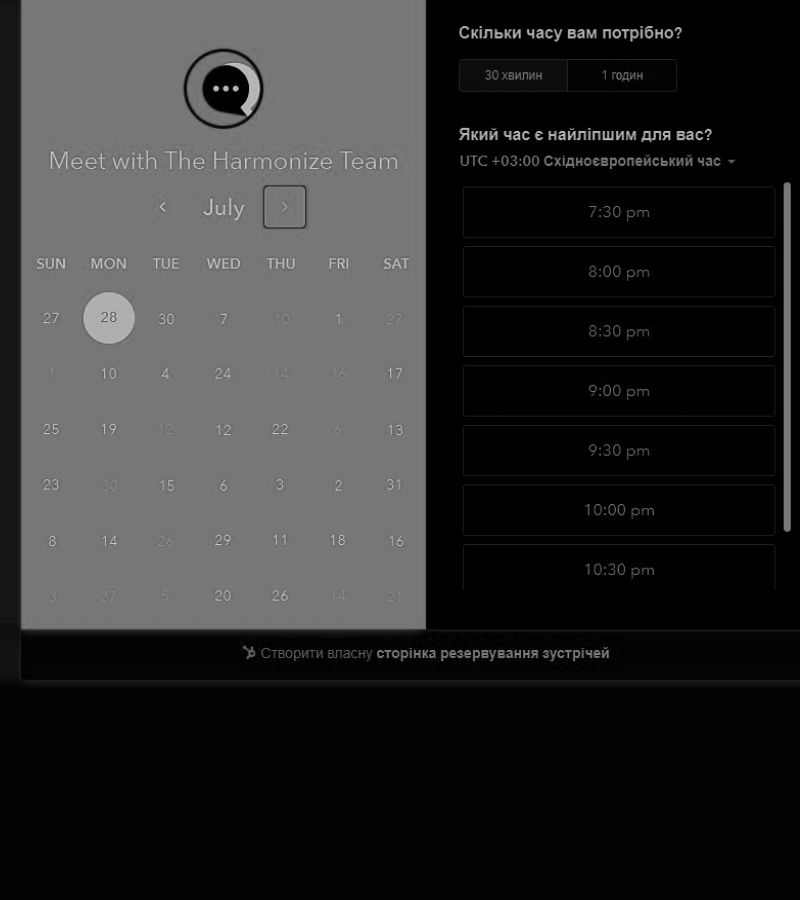 Meet with The Harmonize Team
July
SUN MON TUE WED THU FRI SAT
27 28 30 7 10 1 27
1 10 4 24 14 16 17
25 19 12 12 22 6 13
23 30 15 6 3 2 31
8 14 26 29 11 18 16
3 27 5 20 26 14 21
Скільки часу вам потрібно?
30 хвилин 1 годин
Який час є найліпшим для вас?
UTC +03:00 Східноєвропейський час
7:30 pm
8:00 pm
8:30 pm
9:00 pm
9:30 pm
10:00 pm
10:30 pm
Створити власну сторінка резервування зустрічей